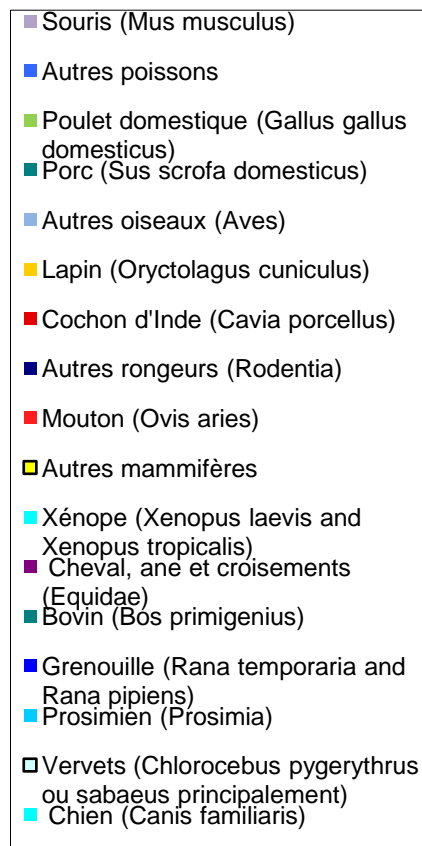 Souris (Mus musculus)
Autres poissons
Poulet domestique (Gallus gallus
domesticus)
Porc (Sus scrofa domesticus)
Autres oiseaux (Aves)
Lapin (Oryctolagus cuniculus)
Cochon d'Inde (Cavia porcellus)
Autres rongeurs (Rodentia)
Mouton (Ovis aries)
Autres mammifères
Xénope (Xenopus laevis and
Xenopus tropicalis)
Cheval, ane et croisements
(Equidae)
Bovin (Bos primigenius)
Grenouille (Rana temporaria and
Rana pipiens)
Prosimien (Prosimia)
Vervets (Chlorocebus pygerythrus
ou sabaeus principalement)
Chien (Canis familiaris)